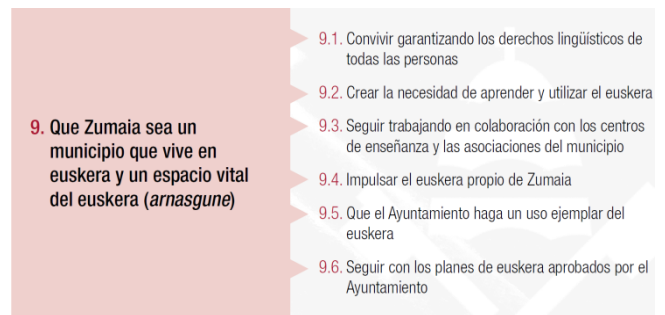 9. Que Zumaia sea un
municipio que vive en
euskera y un espacio vital
del euskera (arnasgune)
9.1. Convivir garantizando los derechos lingüísticos de
todas las personas
9.2. Crear la necesidad de aprender y utilizar el euskera
9.3. Seguir trabajando en colaboración con los centros
de enseñanza y las asociaciones del municipio
9.4. Impulsar el euskera propio de Zumaia
9.5. Que el Ayuntamiento haga un uso ejemplar del
euskera
9.6. Seguir con los planes de euskera aprobados por el
Ayuntamiento